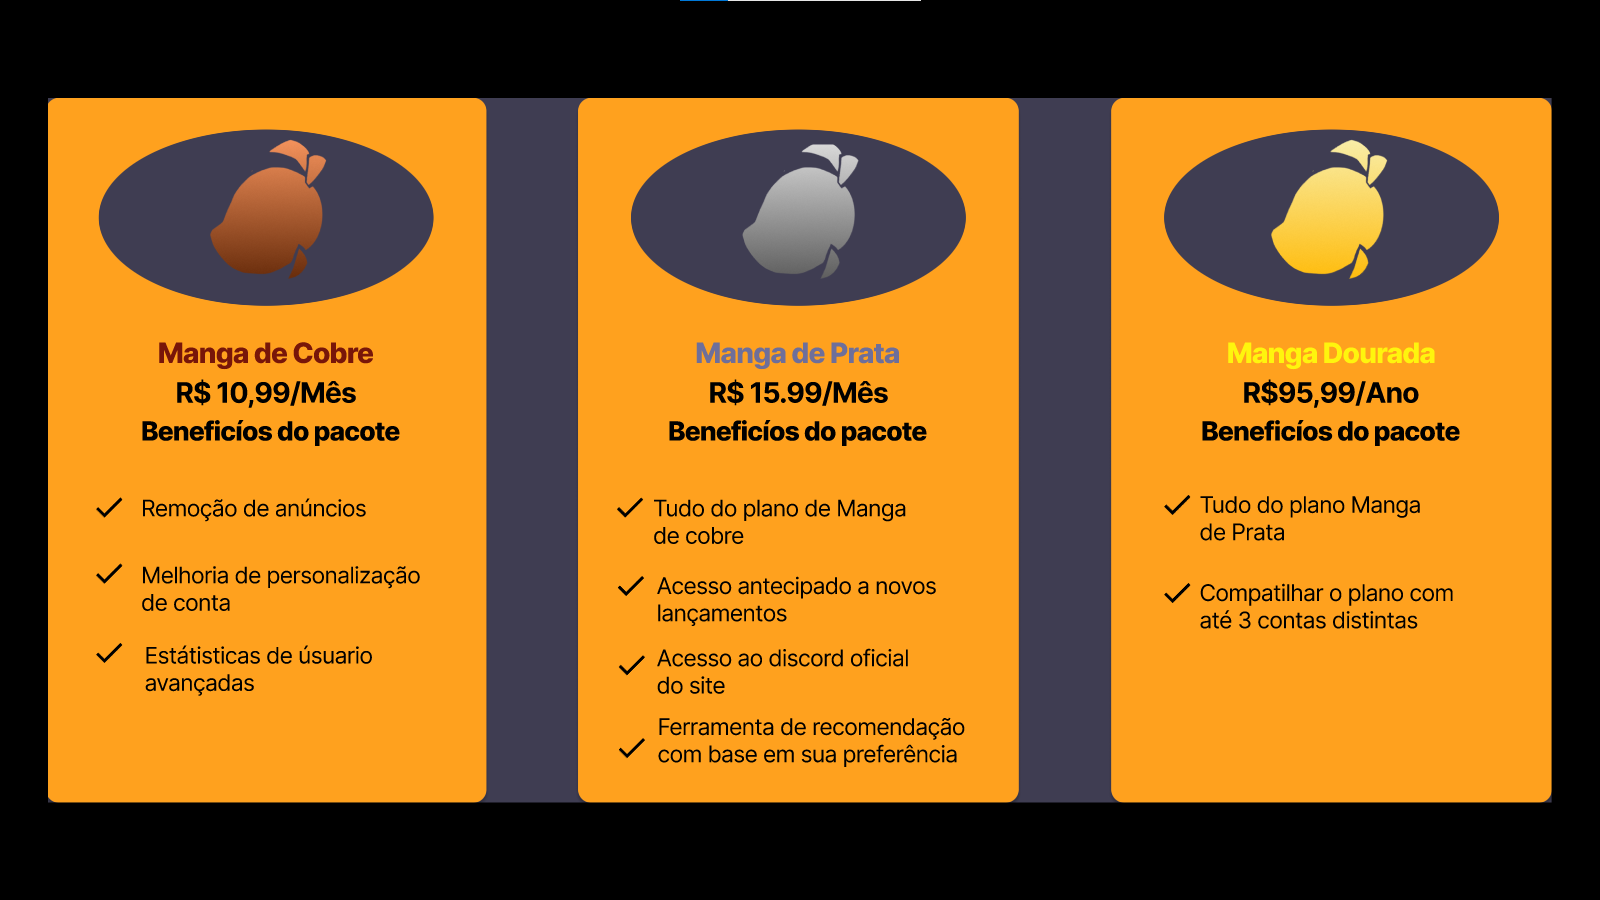 Manga de Cobre
R$ 10,99/Mês
Beneficíos do pacote
Remoção de anúncios
Melhoria de personalização
de conta
Estátisticas de úsuario
avançadas
Manga de Prata
R$ 15.99/Mês
Beneficíos do pacote
Tudo do plano de Manga
de cobre
Acesso antecipado a novos
lançamentos
Acesso ao discord oficial
do site
Ferramenta de recomendação
com base em sua preferência
Manga Dourada
R$95,99/Ano
Beneficíos do pacote
Tudo do plano Manga
de Prata
Compatilhar o plano com
até 3 contas distintas